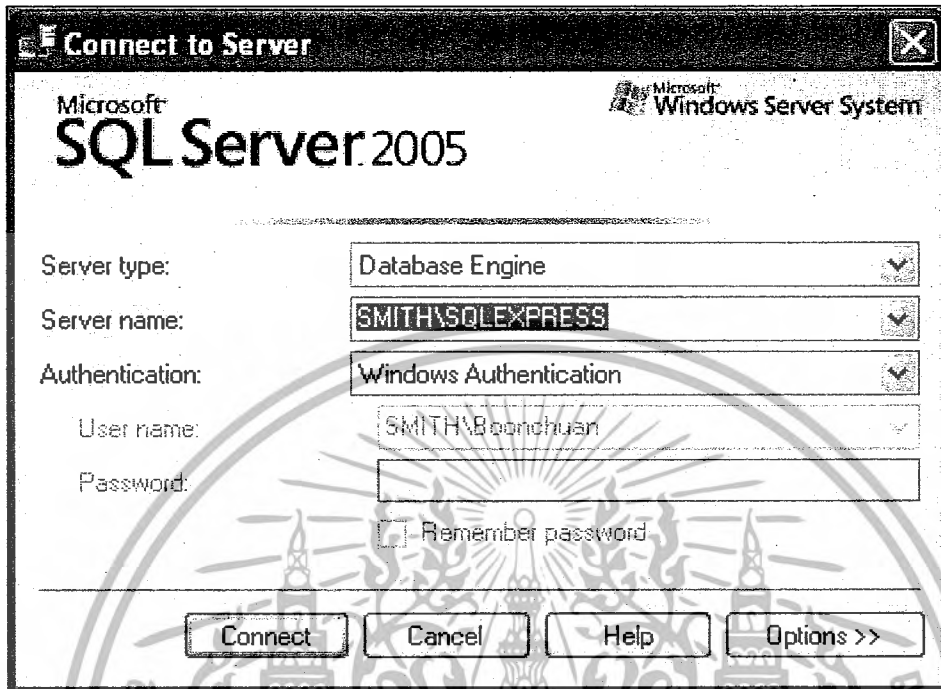 Connect to Server
Microsoft
SQL Server 2005
Microsoft
Windows Server System
Server type: Database Engine
Server name: SMITH\SQLEXPRESS
Authentication: Windows Authentication
User name: SMITH\Boonchuan
Password:
Remember password
Connect Cancel Help Options >>